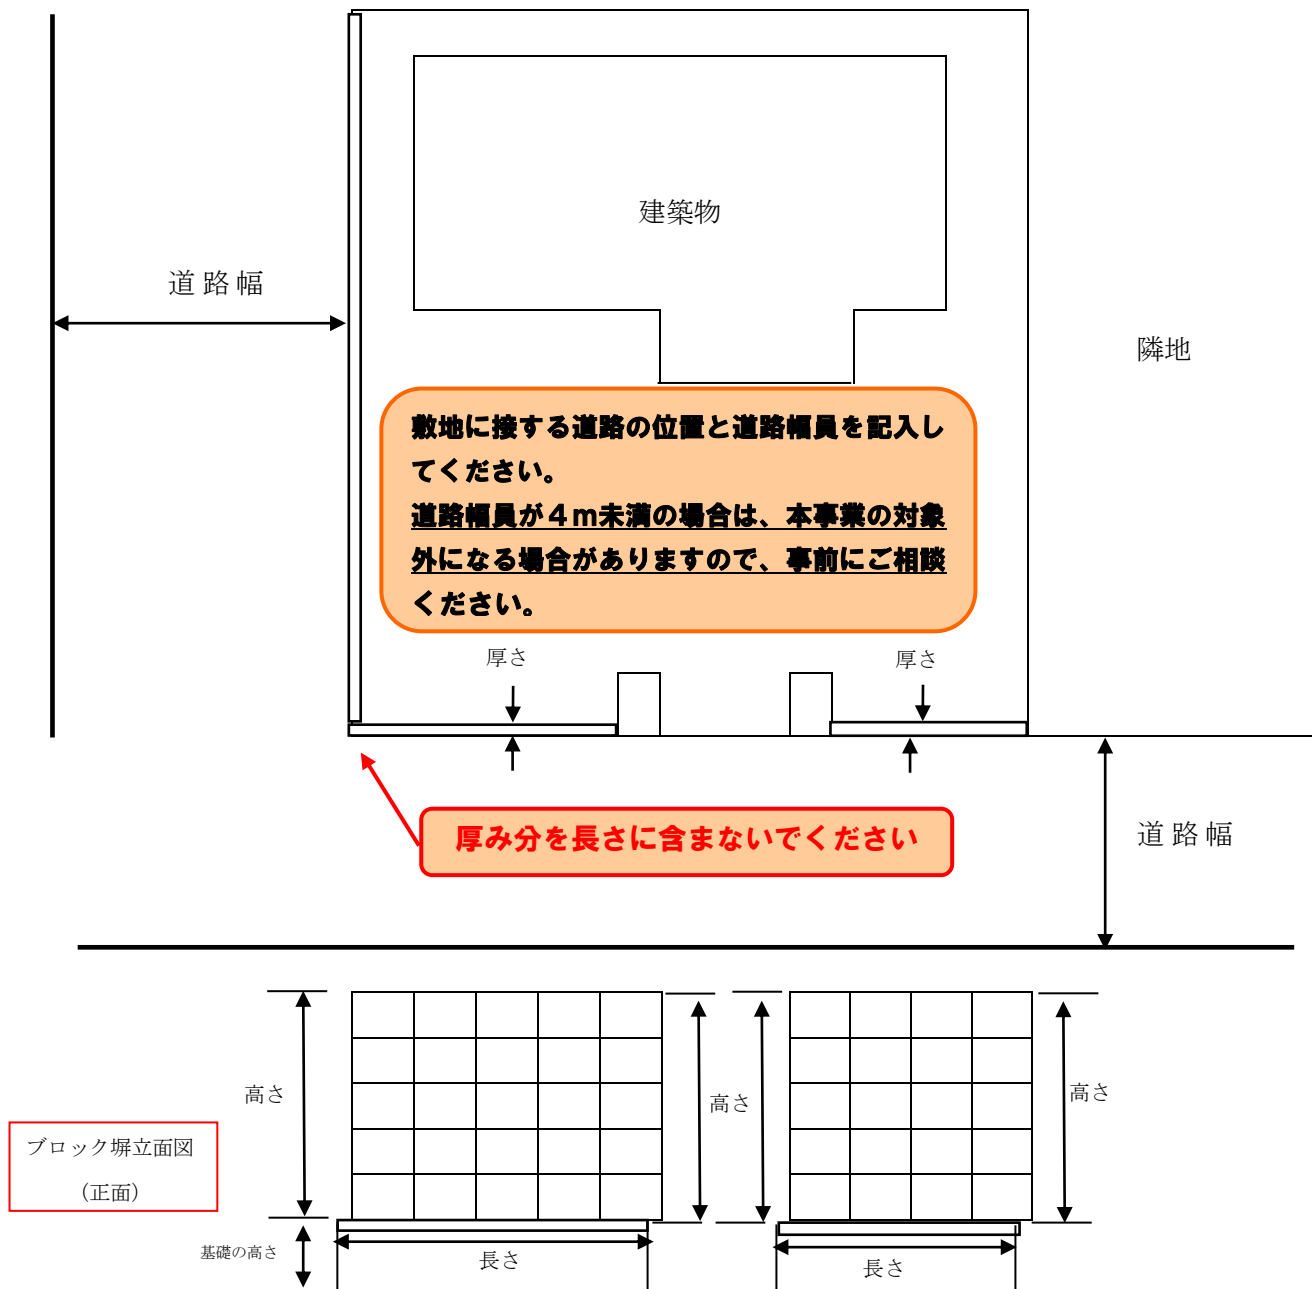 建築物
道路幅
隣地
敷地に接する道路の位置と道路幅員を記入し
てください。
道路幅員が４ｍ未満の場合は、本事業の対象
外になる場合がありますので、事前にご相談
ください。
厚さ
厚さ
厚み分を長さに含まないでください
道路幅
高さ
高さ
高さ
ブロック塀立面図
（正面）
基礎の高さ
長さ
長さ